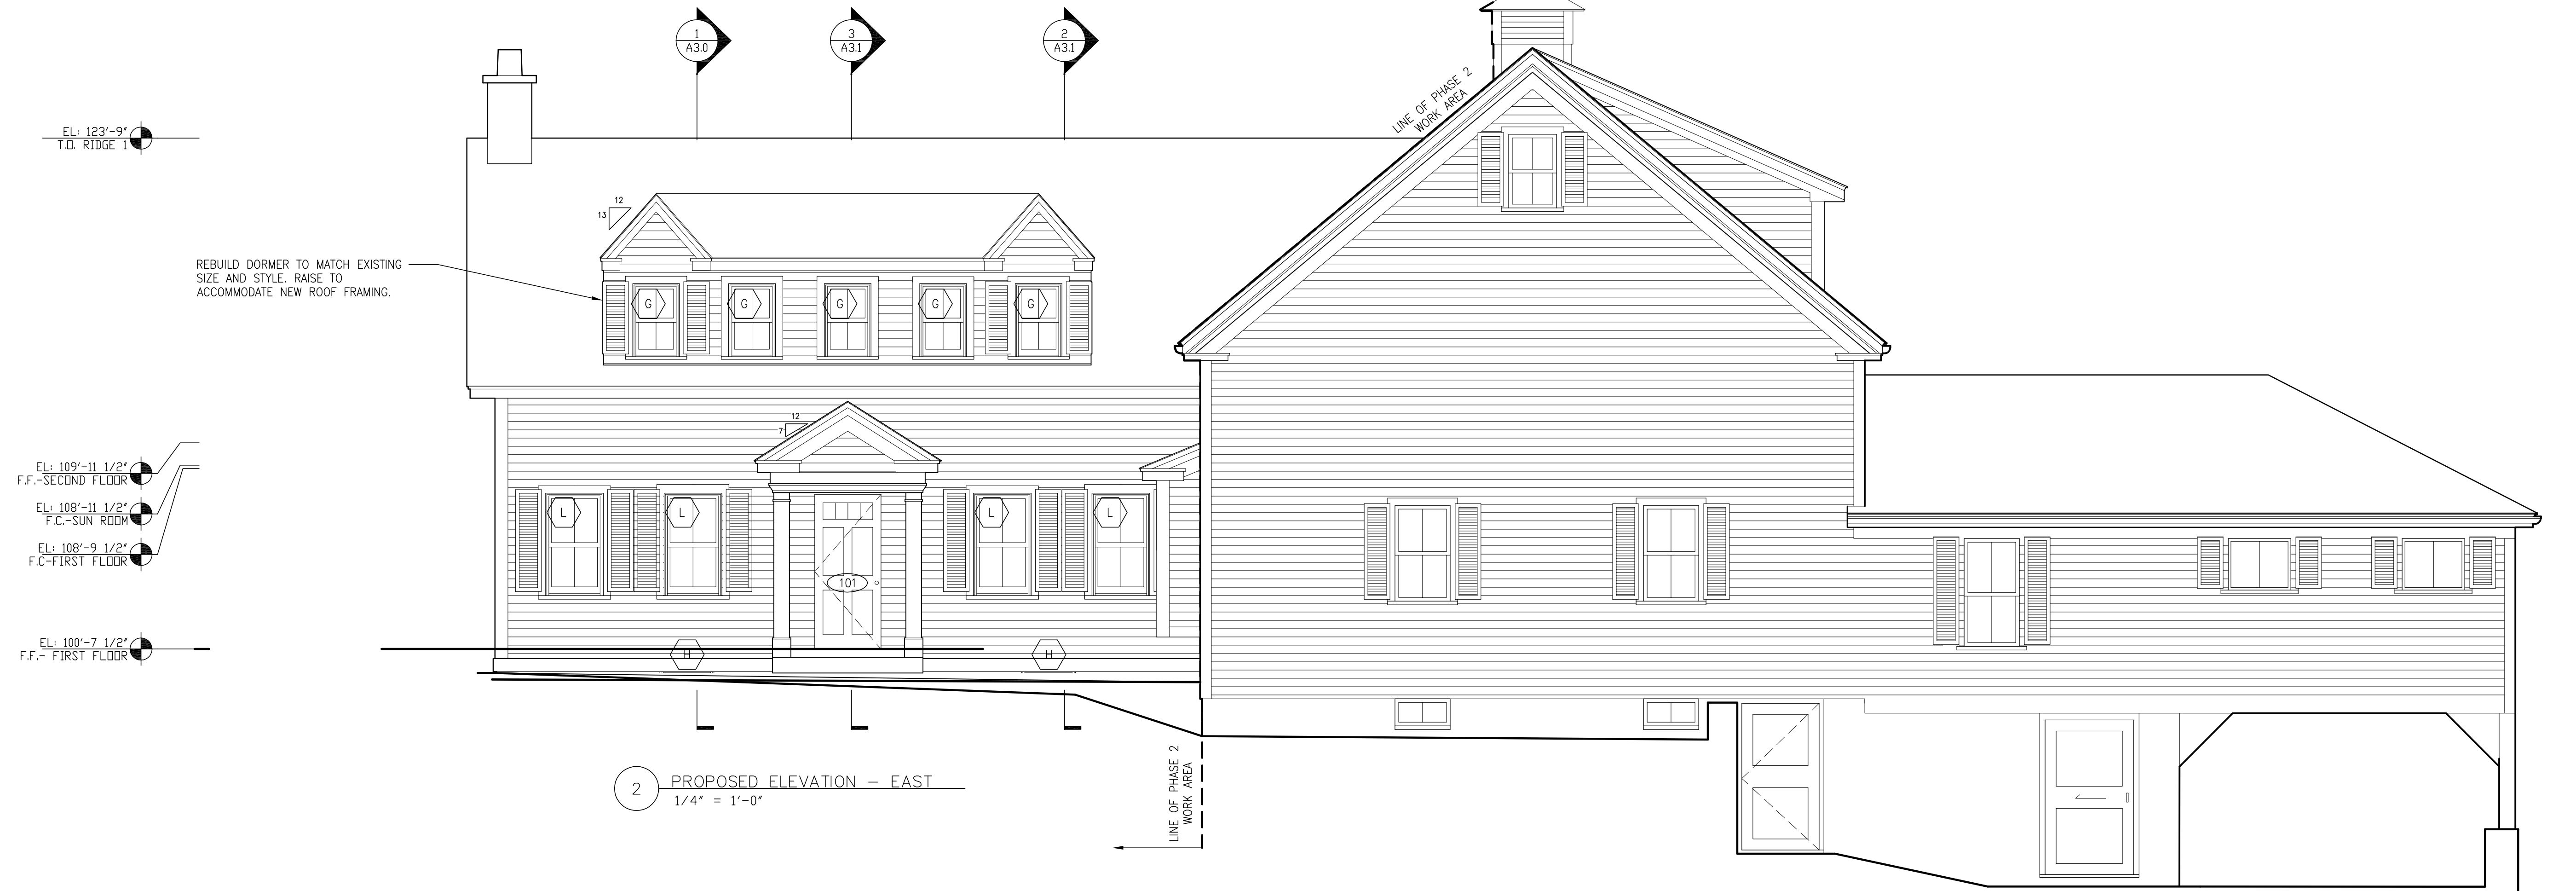 1
A3.0
3
A3.1
2
A3.1
LINE OF PHASE 2
WORK AREA
EL: 123'-9"
T.O. RIDGE 1
12
13
REBUILD DORMER TO MATCH EXISTING
SIZE AND STYLE. RAISE TO
ACCOMMODATE NEW ROOF FRAMING.
G
G
G
G
G
12
7
EL: 109'-11 1/2"
F.F.-SECOND FLOOR
EL: 108'-11 1/2"
F.C.-SUN ROOM
EL: 108'-9 1/2"
F.C-FIRST FLOOR
L
L
L
L
101
EL: 100'-7 1/2"
F.F.- FIRST FLOOR
H
H
2
PROPOSED ELEVATION - EAST
1/4" = 1'-0"
LINE OF PHASE 2
WORK AREA